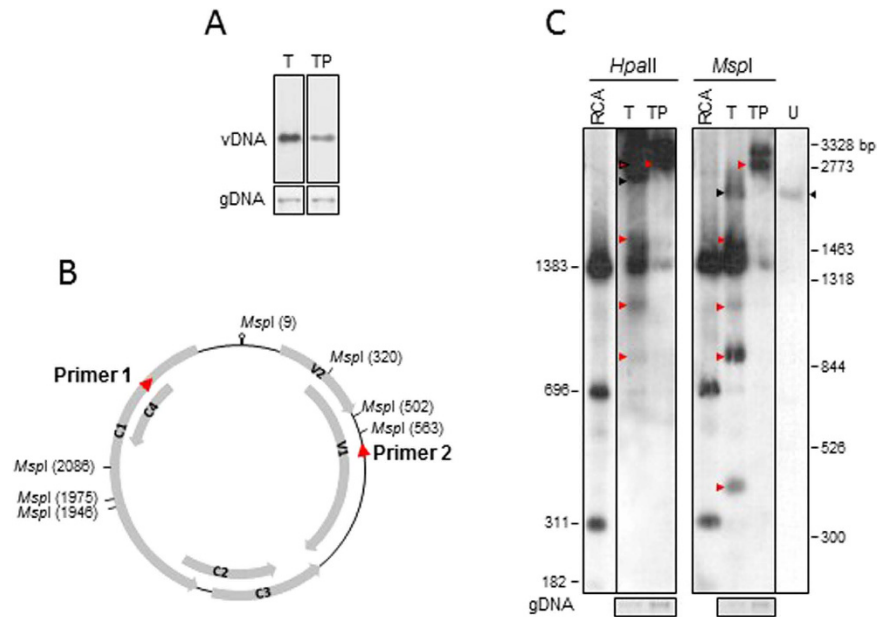 A
T TP
vDNA
gDNA
B
MspI (9)
MspI (320)
MspI (502)
MspI (563)
Primer 1
Primer 2
V2
V1
C4
C1
C2
C3
MspI (2086)
MspI (1975)
MspI (1946)
C
HpaII MspI
RCA T TP RCA T TP U
3328 bp
2773
1463
1383
1318
844
696
526
311
300
182
gDNA